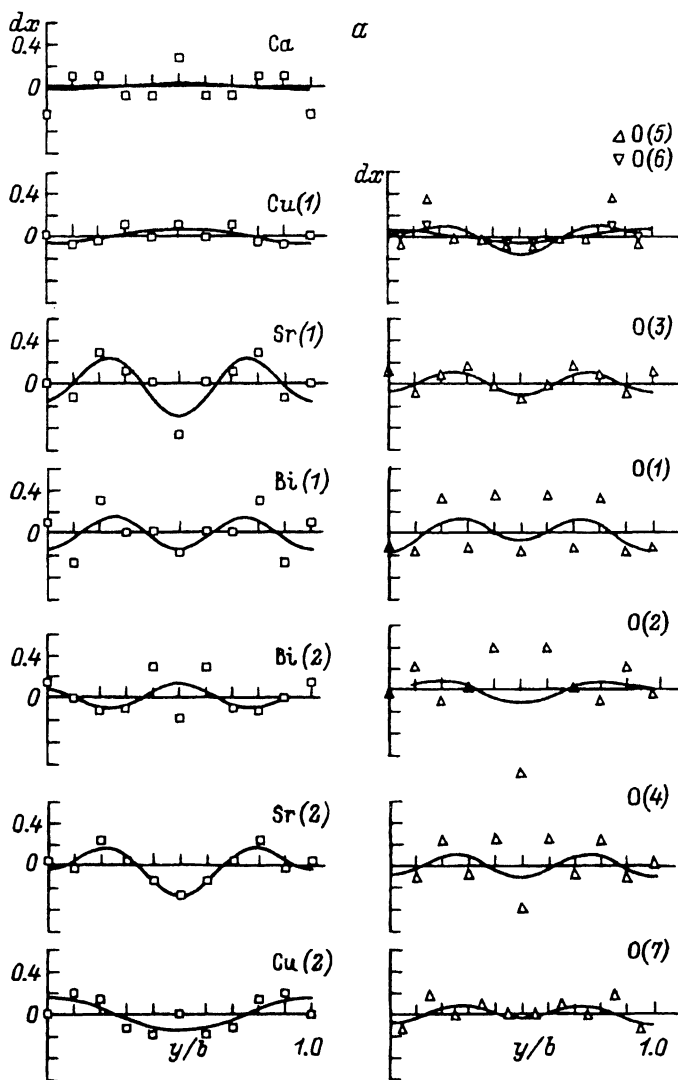 dx
0.4
0
Ca
a
Δ O(5)
∇ O(6)
0.4
0
Cu(1)
dx
0.4
0
Sr(1)
O(3)
0.4
0
Bi(1)
O(1)
0.4
0
Bi(2)
O(2)
0.4
0
Sr(2)
O(4)
0.4
0
Cu(2)
y/b
1.0
O(7)
y/b
1.0